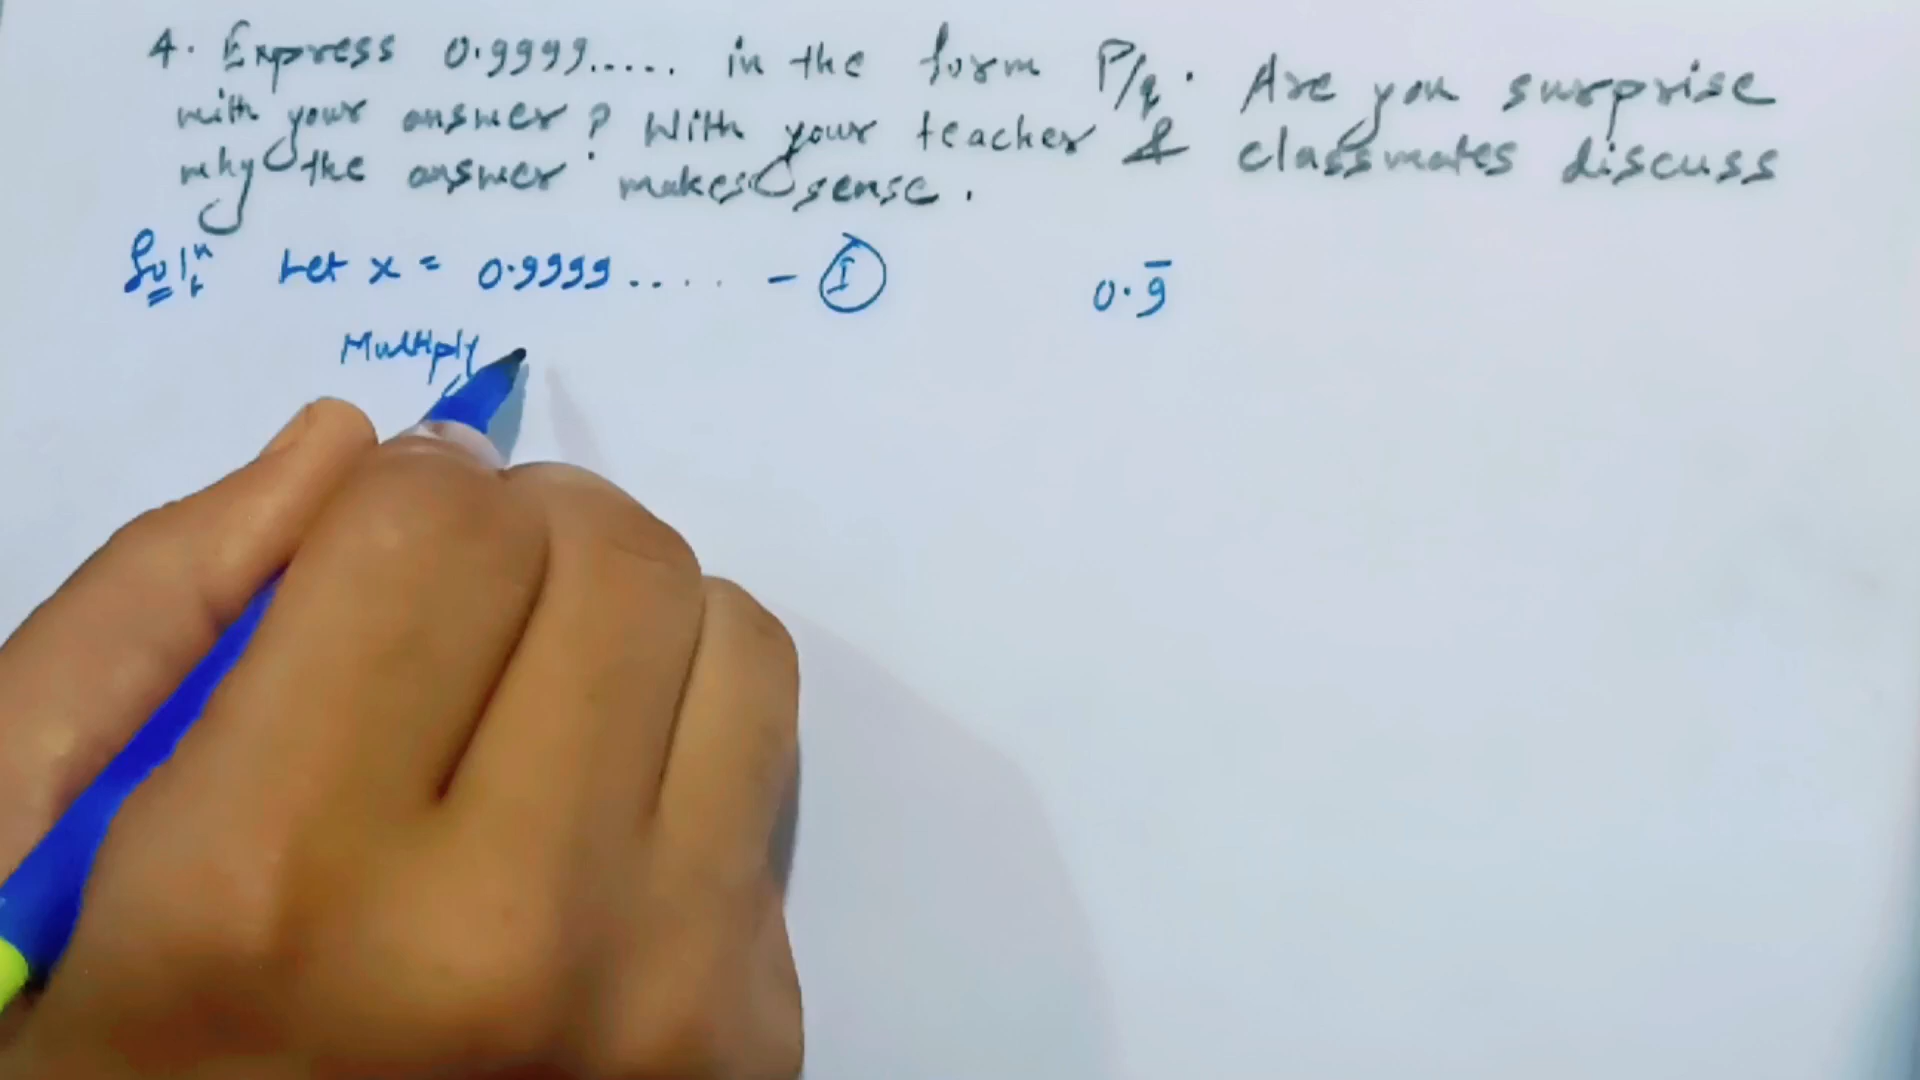 4. Express 0.9999..... in the form P/q. Are you surprise
with your answer? With your teacher & classmates discuss
why the answer makes sense.
Soln Let x = 0.9999.... - I
0.9̅
Multiply